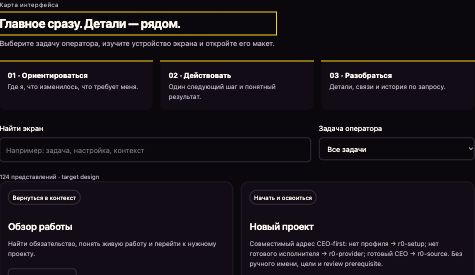 Карта интерфейса
Главное сразу. Детали — рядом.
Выберите задачу оператора, изучите устройство экрана и откройте его макет.
01 · Ориентироваться
Где я, что изменилось, что требует меня.
02 · Действовать
Один следующий шаг и понятный
результат.
03 · Разобраться
Детали, связи и история по запросу.
Найти экран
Например: задача, настройка, контекст
Задача оператора
Все задачи
124 представлений · target design
Вернуться в контекст
Обзор работы
Найти обязательство, понять живую работу и перейти к нужному
проекту.
Начать и освоиться
Новый проект
Совместимый адрес CEO-first: нет профиля → r0-setup; нет
готового исполнителя → r0-provider; готовый CEO → r0-source. Без
ручного имени, цели и review prerequisite.